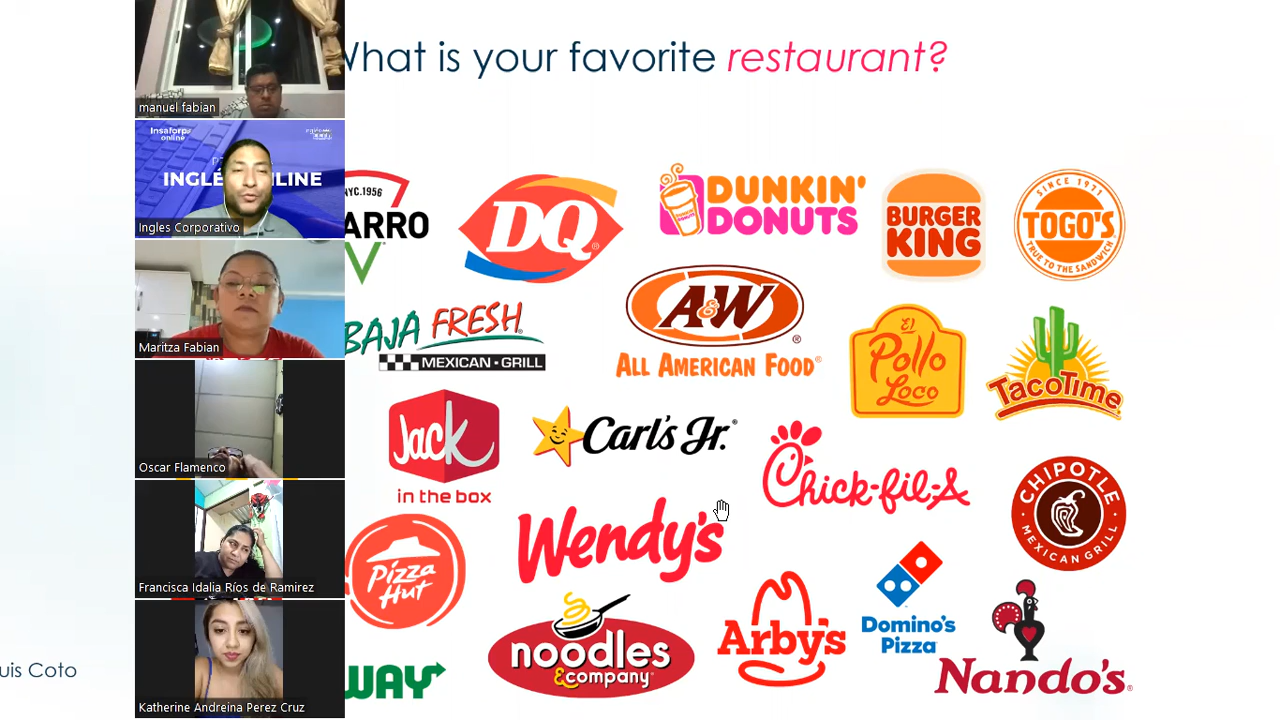 What is your favorite restaurant?
manuel fabian
Insaforp
online
INGLÉ NLINE
Ingles Corporativo
Maritza Fabian
Oscar Flamenco
Francisca Idalia Ríos de Ramirez
Katherine Andreina Perez Cruz
uis Coto
NYC.1956
ARRO
DQ
DUNKIN'
DONUTS
BURGER
KING
SINCE 1971
TOGO'S
TRUE TO THE SANDWICH
BAJA FRESH
MEXICAN • GRILL
A&W
ALL AMERICAN FOOD
El
Pollo
Loco
TacoTime
Jack
in the box
Carl's Jr.
Chick-fil-A
CHIPOTLE
MEXICAN GRILL
Pizza
Hut
Wendy's
noodles
&company
Arby's
Domino's
Pizza
Nando's
WAY